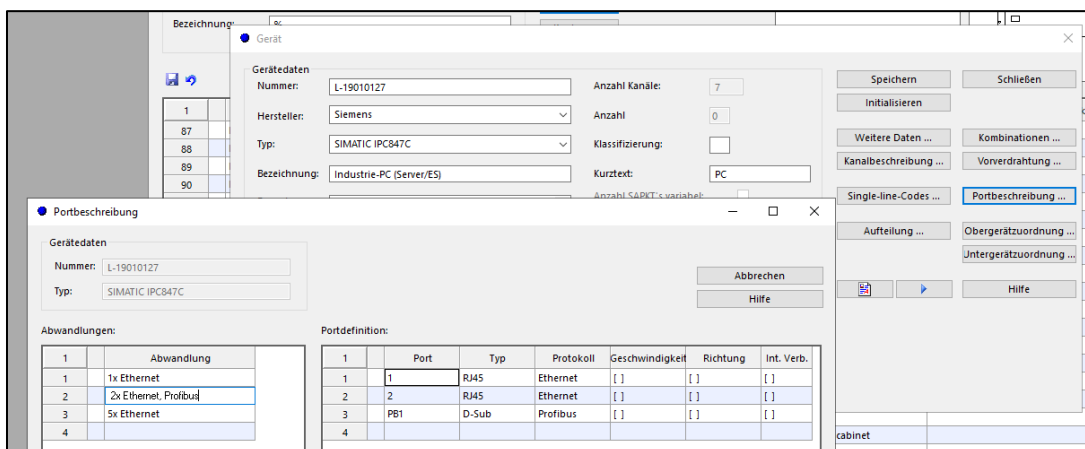 Bezeichnung: %
Gerät
Gerätedaten
Nummer: L-19010127 Anzahl Kanäle: 7
Hersteller: Siemens Anzahl 0
Typ: SIMATIC IPC847C Klassifizierung:
Bezeichnung: Industrie-PC (Server/ES) Kurztext: PC
Anzahl SAPKT´s variabel:
Speichern Schließen
Initialisieren
Weitere Daten ... Kombinationen ...
Kanalbeschreibung ... Vorverdrahtung ...
Single-line-Codes ... Portbeschreibung ...
Aufteilung ... Obergerätzuordnung ...
Untergerätzuordnung ...
Hilfe
1
87
88
89
90
Portbeschreibung
Gerätedaten
Nummer: L-19010127
Typ: SIMATIC IPC847C
Abbrechen
Hilfe
Abwandlungen:
1 Abwandlung
1 1x Ethernet
2 2x Ethernet, Profibus
3 5x Ethernet
4
Portdefinition:
1 Port Typ Protokoll Geschwindigkeit Richtung Int. Verb.
1 1 RJ45 Ethernet [ ] [ ] [ ]
2 2 RJ45 Ethernet [ ] [ ] [ ]
3 PB1 D-Sub Profibus [ ] [ ] [ ]
4
cabinet